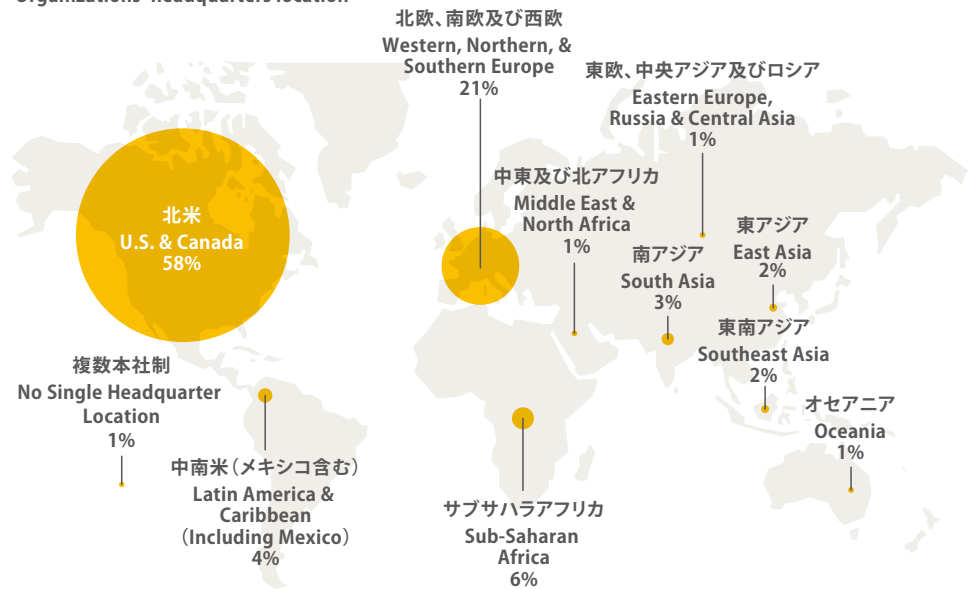 Organizations' headquarters location
北欧、南欧及び西欧
Western, Northern, &
Southern Europe
21%
東欧、中央アジア及びロシア
Eastern Europe,
Russia & Central Asia
1%
中東及び北アフリカ
Middle East &
North Africa
1%
北米
U.S. & Canada
58%
南アジア
South Asia
3%
東アジア
East Asia
2%
東南アジア
Southeast Asia
2%
複数本社制
No Single Headquarter
Location
1%
オセアニア
Oceania
1%
中南米（メキシコ含む）
Latin America &
Caribbean
（Including Mexico）
4%
サブサハラアフリカ
Sub-Saharan
Africa
6%